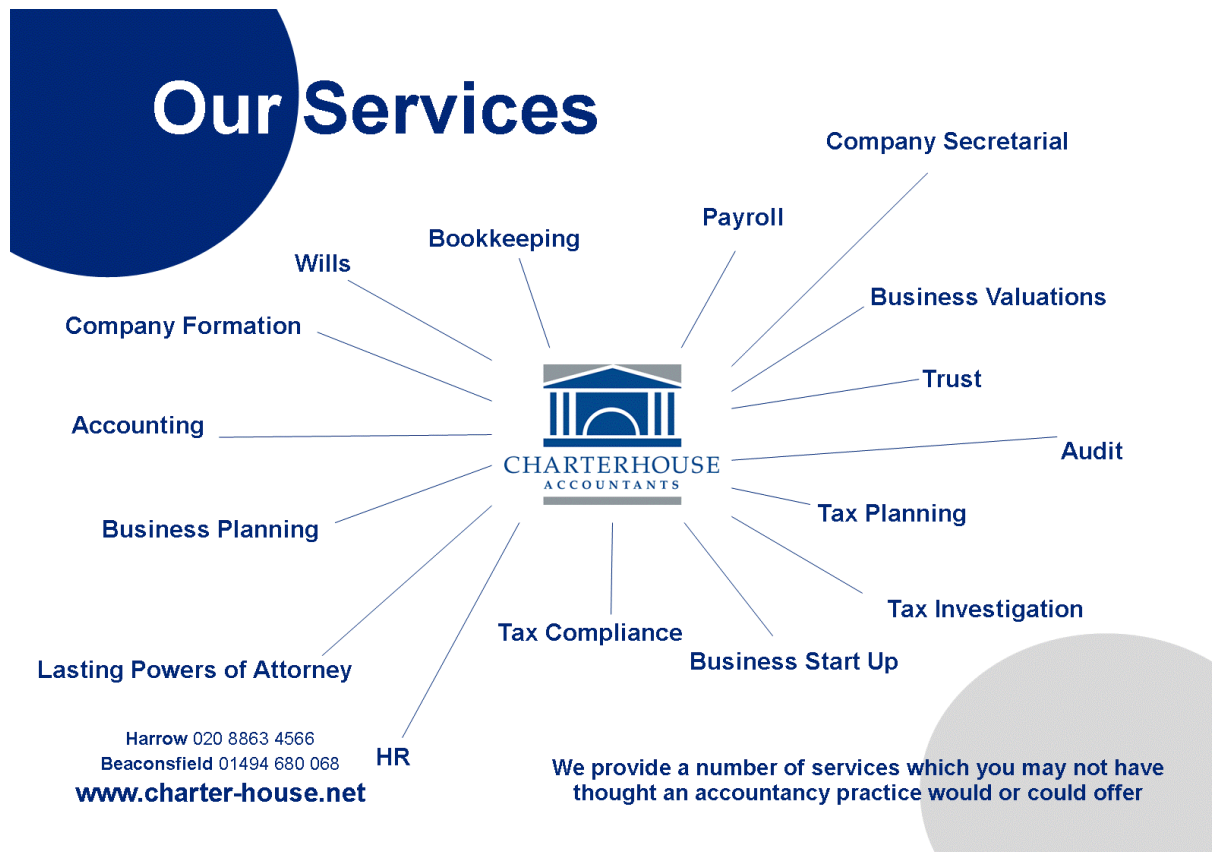 Our Services
Company Secretarial
Payroll
Bookkeeping
Wills
Business Valuations
Company Formation
Trust
Accounting
Audit
CHARTERHOUSE
ACCOUNTANTS
Tax Planning
Business Planning
Tax Investigation
Tax Compliance
Business Start Up
Lasting Powers of Attorney
Harrow 020 8863 4566
Beaconsfield 01494 680 068
www.charter-house.net
HR
We provide a number of services which you may not have
thought an accountancy practice would or could offer